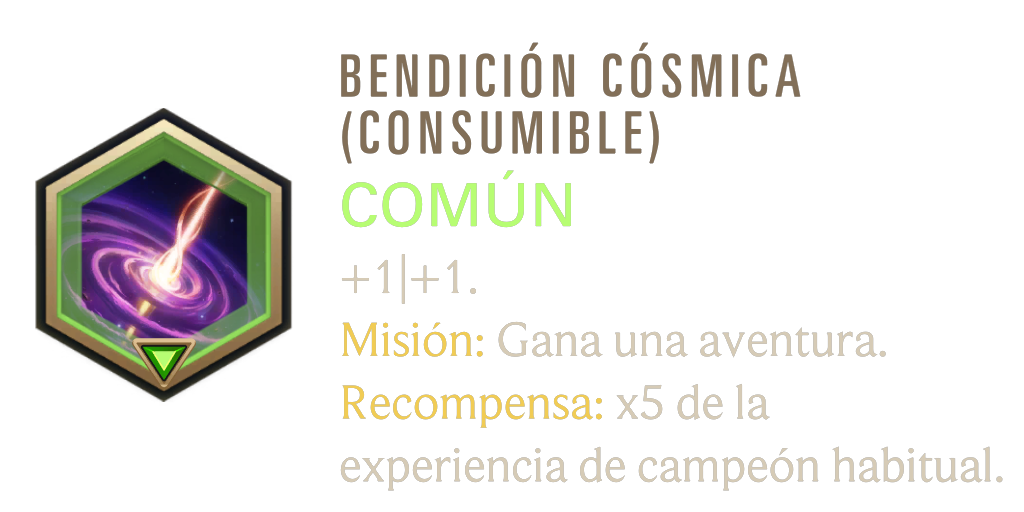 BENDICIÓN CÓSMICA
(CONSUMIBLE)
COMÚN
+1|+1.
Misión: Gana una aventura.
Recompensa: x5 de la
experiencia de campeón habitual.